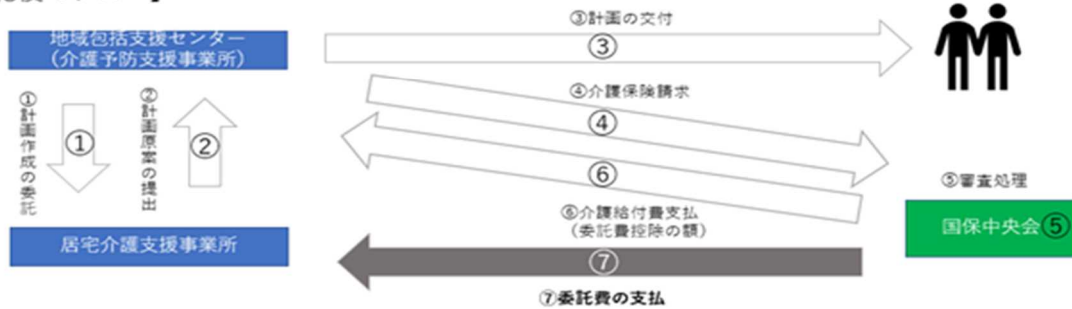 ③計画の交付
③
地域包括支援センター
(介護予防支援事業所)
①計画作成の委託
①
②計画原案の提出
②
④介護保険請求
④
⑥
⑥介護給付費支払
(委託費控除の額)
⑤審査処理
国保中央会⑤
居宅介護支援事業所
⑦
⑦委託費の支払